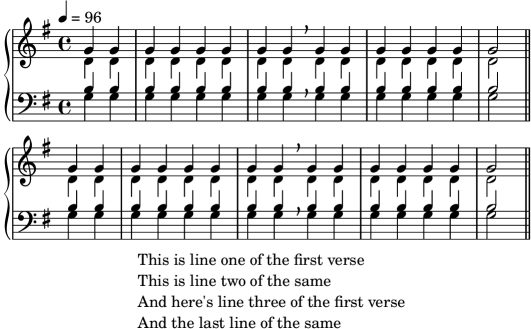 ♩ = 96
This is line one of the first verse
This is line two of the same
And here's line three of the first verse
And the last line of the same